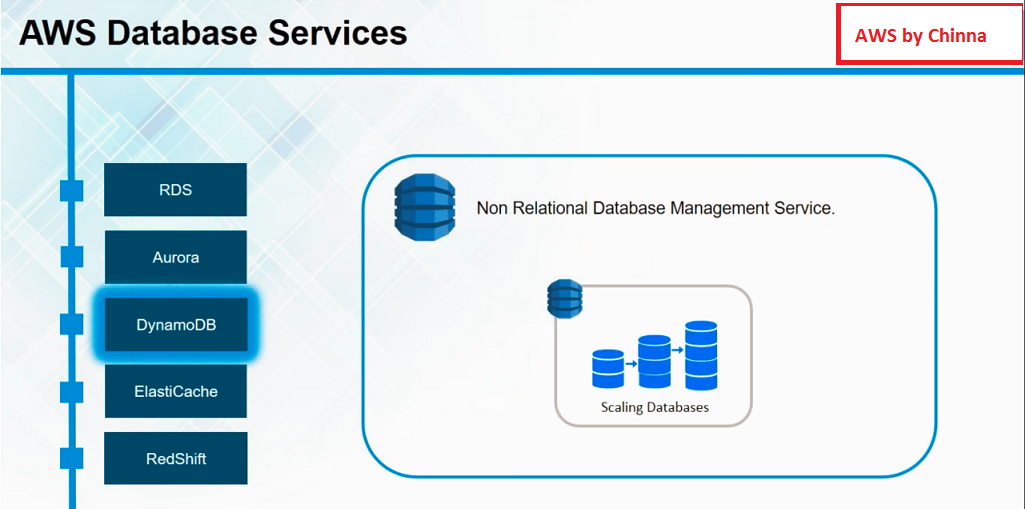 AWS Database Services
AWS by Chinna
RDS
Aurora
DynamoDB
ElastiCache
RedShift
Non Relational Database Management Service.
Scaling Databases